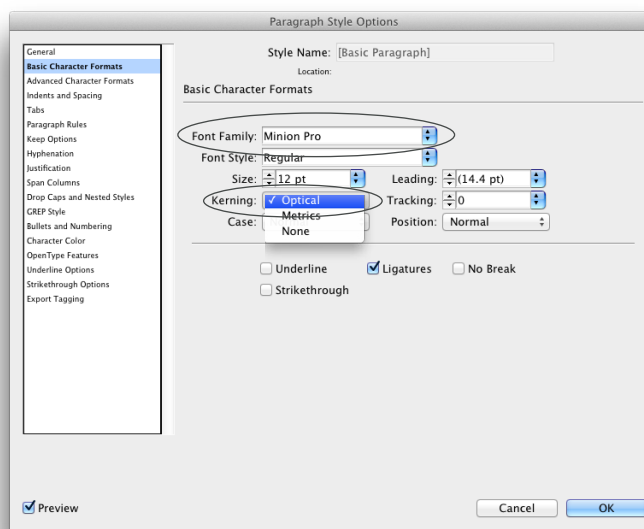 Paragraph Style Options
General
Basic Character Formats
Advanced Character Formats
Indents and Spacing
Tabs
Paragraph Rules
Keep Options
Hyphenation
Justification
Span Columns
Drop Caps and Nested Styles
GREP Style
Bullets and Numbering
Character Color
OpenType Features
Underline Options
Strikethrough Options
Export Tagging
Style Name: [Basic Paragraph]
Location:
Basic Character Formats
Font Family: Minion Pro
Font Style: Regular
Size: 12 pt Leading: (14.4 pt)
Kerning: ✓ Optical Tracking: 0
Metrics
Case: Position: Normal
None
Underline Ligatures No Break
Strikethrough
Preview Cancel OK